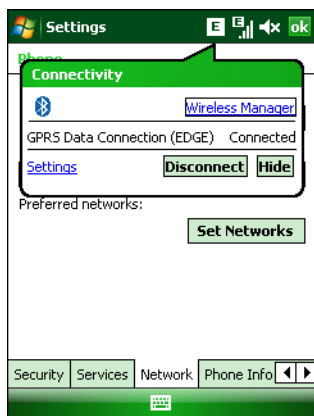 Settings E E ok
Phone
Connectivity
Wireless Manager
GPRS Data Connection (EDGE) Connected
Settings Disconnect Hide
Preferred networks:
Set Networks
Security Services Network Phone Info